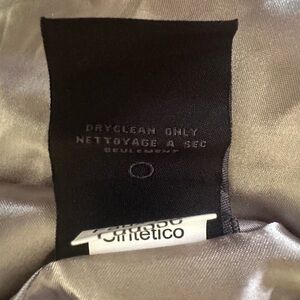 DRYCLEAN ONLY
NETTOYAGE A SEC
SEULEMENT
Sintetico